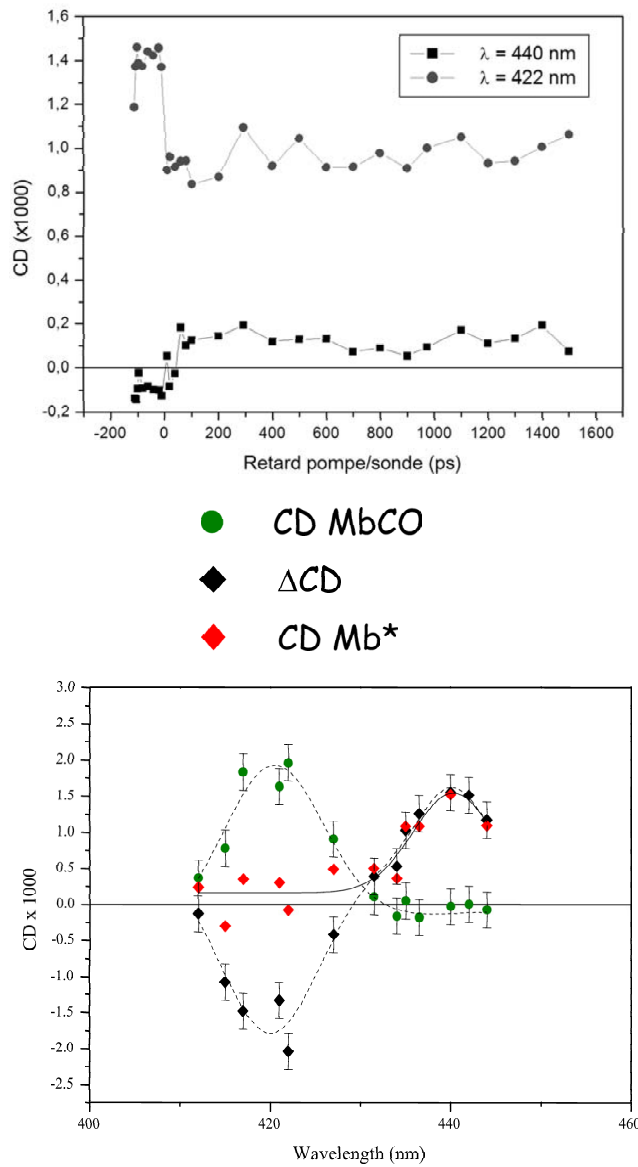 1,6
1,4
1,2
1,0
0,8
0,6
0,4
0,2
0,0
-0,2
CD (x1000)
λ = 440 nm
λ = 422 nm
-200 0 200 400 600 800 1000 1200 1400 1600
Retard pompe/sonde (ps)
CD MbCO
ΔCD
CD Mb*
3.0
2.5
2.0
1.5
1.0
0.5
0.0
-0.5
-1.0
-1.5
-2.0
-2.5
CD x 1000
400 420 440 460
Wavelength (nm)